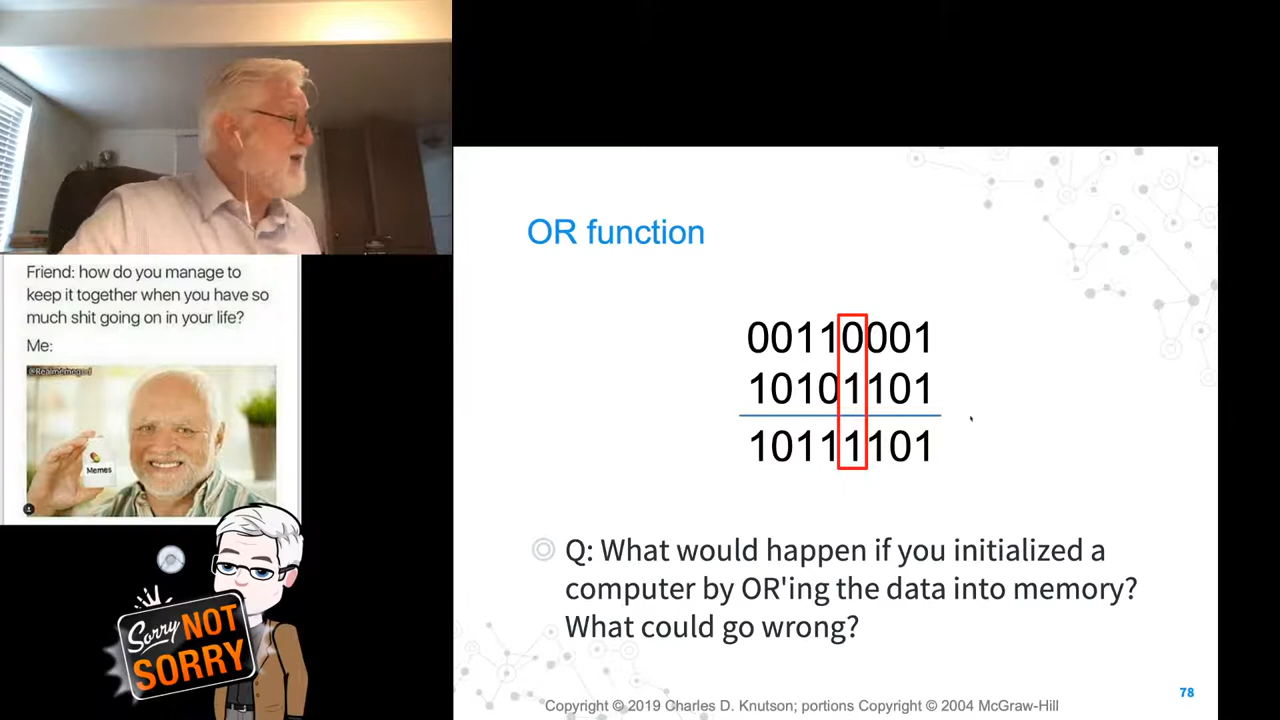 Friend: how do you manage to
keep it together when you have so
much shit going on in your life?
Me:
Memes
Sorry NOT
SORRY
OR function
00110001
10101101
10111101
Q: What would happen if you initialized a
computer by OR'ing the data into memory?
What could go wrong?
Copyright © 2019 Charles D. Knutson; portions Copyright © 2004 McGraw-Hill
78